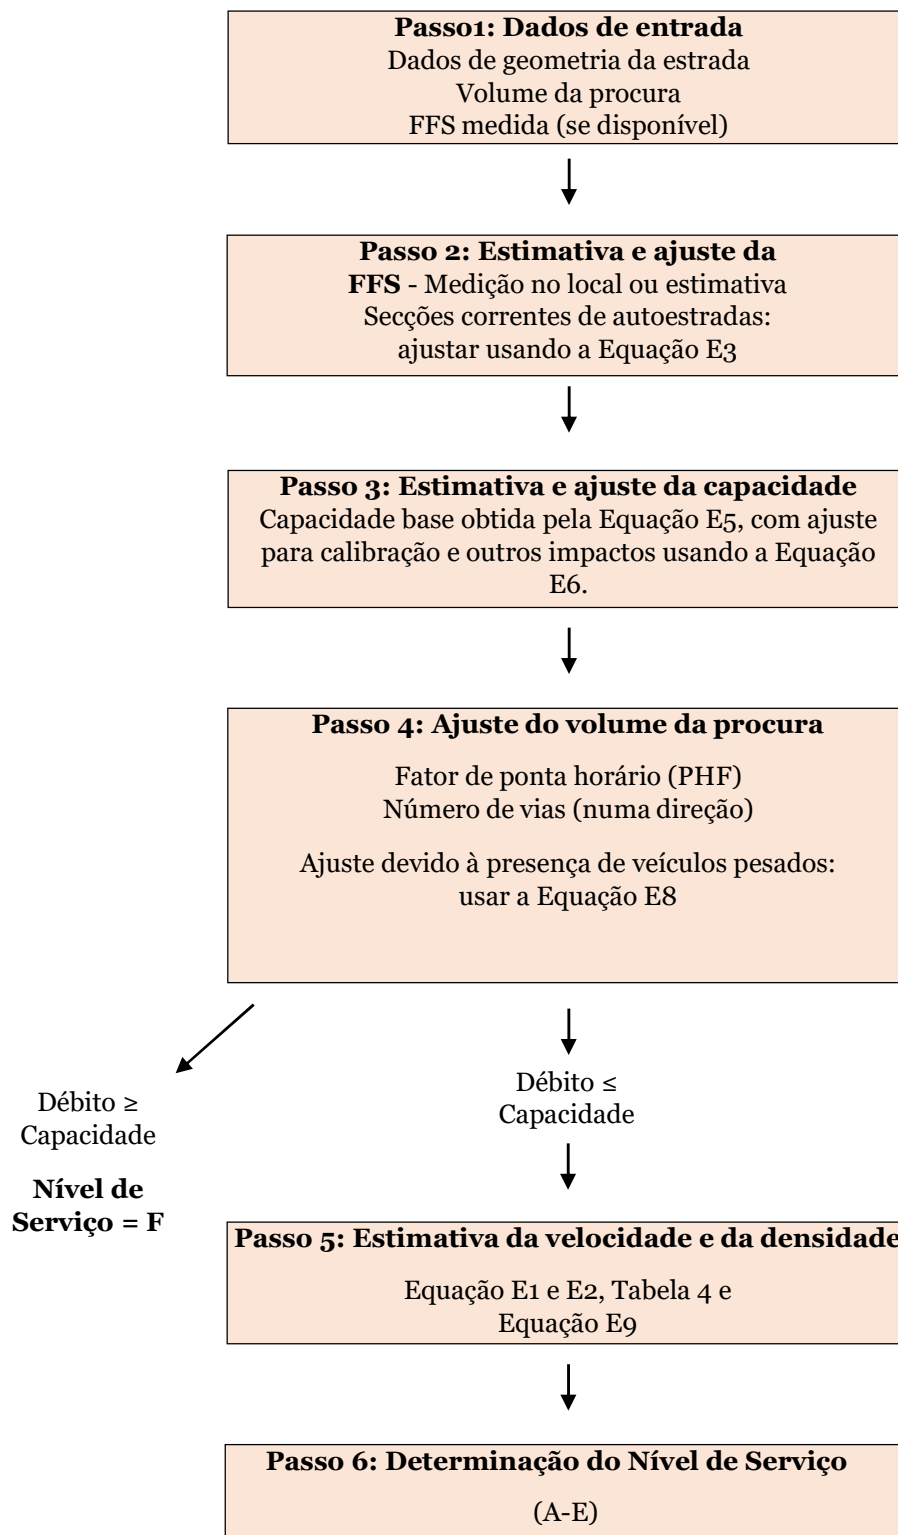 Passo1: Dados de entrada
Dados de geometria da estrada
Volume da procura
FFS medida (se disponível)
Passo 2: Estimativa e ajuste da
FFS - Medição no local ou estimativa
Secções correntes de autoestradas:
ajustar usando a Equação E3
Passo 3: Estimativa e ajuste da capacidade
Capacidade base obtida pela Equação E5, com ajuste
para calibração e outros impactos usando a Equação
E6.
Passo 4: Ajuste do volume da procura
Fator de ponta horário (PHF)
Número de vias (numa direção)
Ajuste devido à presença de veículos pesados:
usar a Equação E8
Débito ≥
Capacidade
Nível de
Serviço = F
Débito ≤
Capacidade
Passo 5: Estimativa da velocidade e da densidade
Equação E1 e E2, Tabela 4 e
Equação E9
Passo 6: Determinação do Nível de Serviço
(A-E)